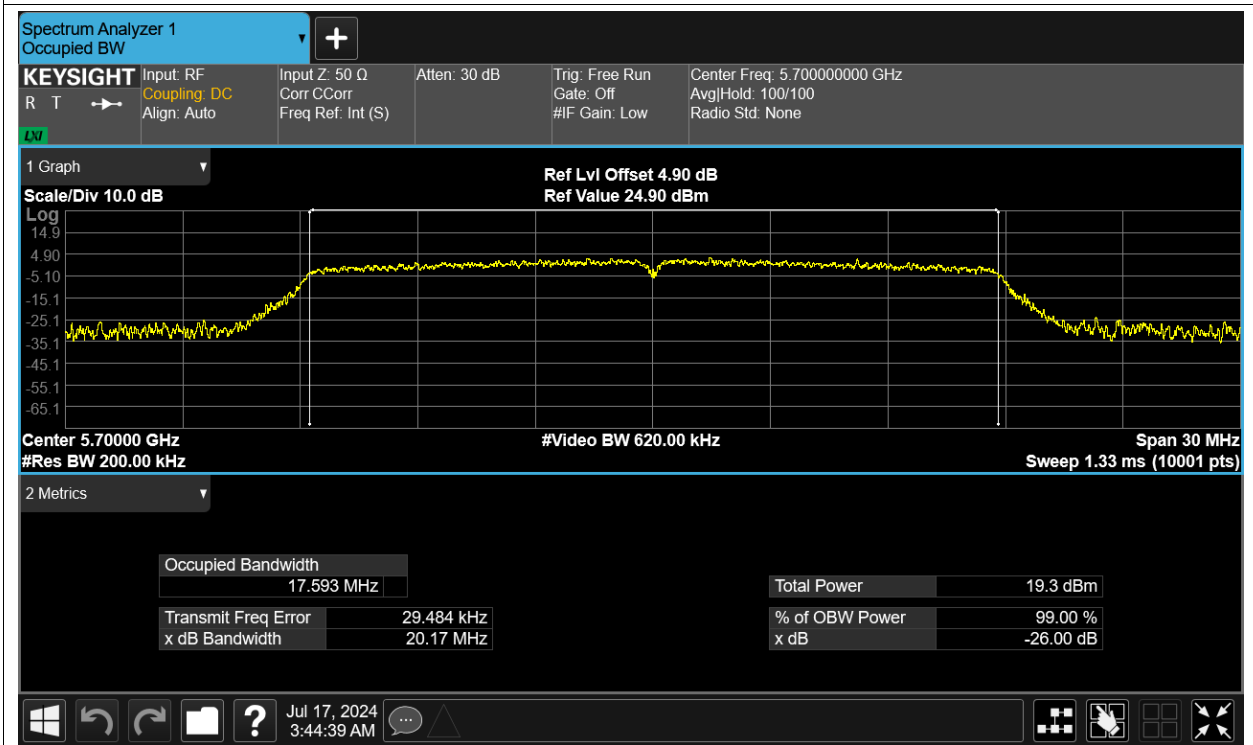 Spectrum Analyzer 1
Occupied BW
KEYSIGHT
R T
LXI
Input: RF
Coupling: DC
Align: Auto
Input Z: 50 Ω
Corr CCorr
Freq Ref: Int (S)
Atten: 30 dB
Trig: Free Run
Gate: Off
#IF Gain: Low
Center Freq: 5.700000000 GHz
Avg|Hold: 100/100
Radio Std: None
1 Graph
Scale/Div 10.0 dB
Ref Lvl Offset 4.90 dB
Ref Value 24.90 dBm
Log
14.9
4.90
-5.10
-15.1
-25.1
-35.1
-45.1
-55.1
-65.1
Center 5.70000 GHz
#Res BW 200.00 kHz
#Video BW 620.00 kHz
Span 30 MHz
Sweep 1.33 ms (10001 pts)
2 Metrics
Occupied Bandwidth
17.593 MHz
Transmit Freq Error 29.484 kHz
x dB Bandwidth 20.17 MHz
Total Power 19.3 dBm
% of OBW Power 99.00 %
x dB -26.00 dB
?
Jul 17, 2024
3:44:39 AM